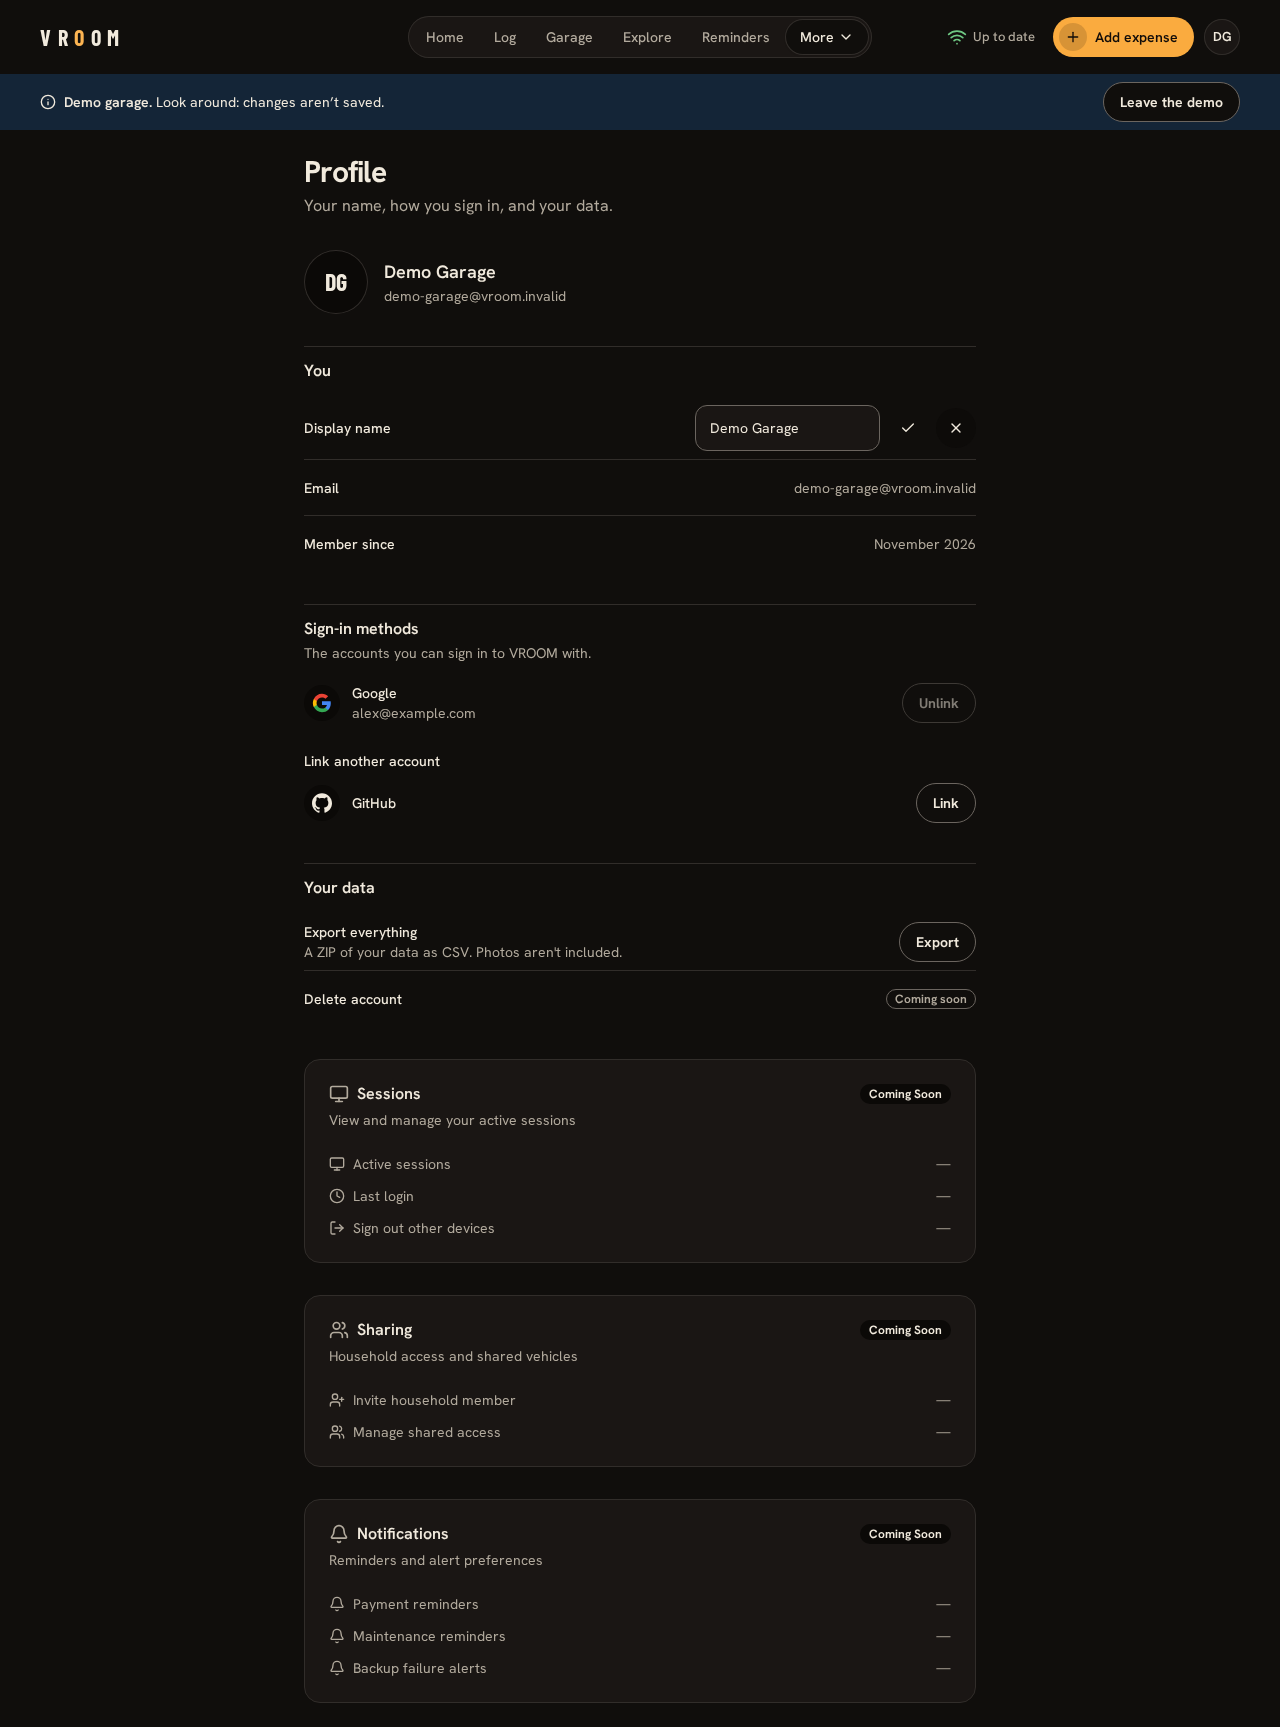 VROOM
Home Log Garage Explore Reminders More
Up to date
Add expense
DG
Demo garage. Look around: changes aren’t saved.
Leave the demo
Profile
Your name, how you sign in, and your data.
DG
Demo Garage
demo-garage@vroom.invalid
You
Display name
Demo Garage
Email
demo-garage@vroom.invalid
Member since
November 2026
Sign-in methods
The accounts you can sign in to VROOM with.
Google
alex@example.com
Unlink
Link another account
GitHub
Link
Your data
Export everything
A ZIP of your data as CSV. Photos aren't included.
Export
Delete account
Coming soon
Sessions
Coming Soon
View and manage your active sessions
Active sessions —
Last login —
Sign out other devices —
Sharing
Coming Soon
Household access and shared vehicles
Invite household member —
Manage shared access —
Notifications
Coming Soon
Reminders and alert preferences
Payment reminders —
Maintenance reminders —
Backup failure alerts —